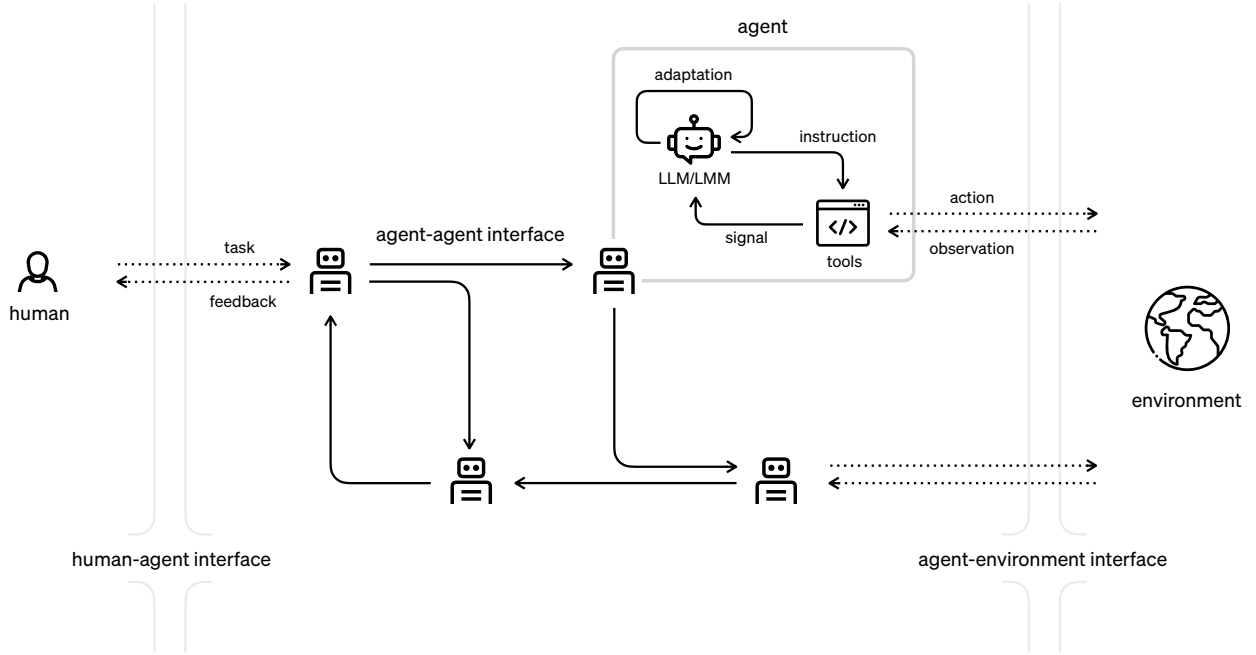 agent
adaptation
instruction
LLM/LMM
action
task
agent-agent interface
signal
observation
tools
feedback
human
environment
human-agent interface
agent-environment interface